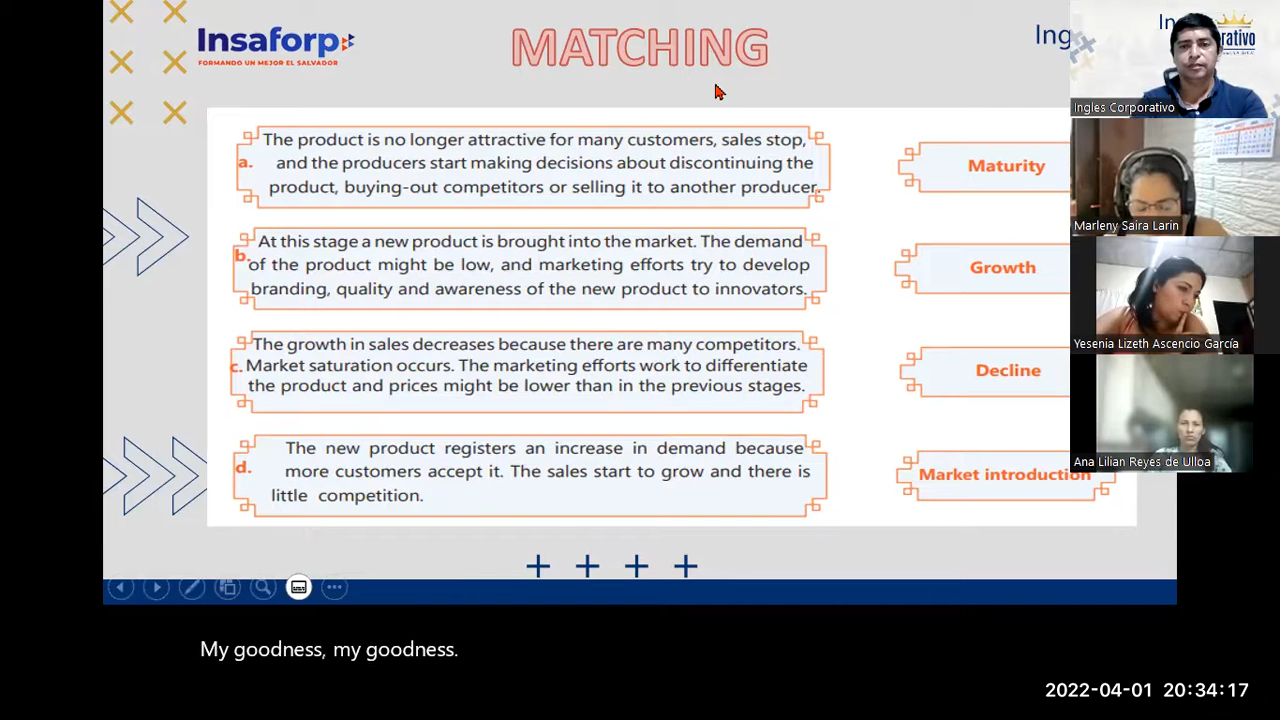 Insaforp
FORMANDO UN MEJOR EL SALVADOR
MATCHING
Ing
In
rativo
Ingles Corporativo
a.
The product is no longer attractive for many customers, sales stop,
and the producers start making decisions about discontinuing the
product, buying-out competitors or selling it to another producer.
Maturity
Marleny Saira Larin
b.
At this stage a new product is brought into the market. The demand
of the product might be low, and marketing efforts try to develop
branding, quality and awareness of the new product to innovators.
Growth
Yesenia Lizeth Ascencio García
c.
The growth in sales decreases because there are many competitors.
Market saturation occurs. The marketing efforts work to differentiate
the product and prices might be lower than in the previous stages.
Decline
Ana Lilian Reyes de Ulloa
d.
The new product registers an increase in demand because
more customers accept it. The sales start to grow and there is
little competition.
Market introduction
My goodness, my goodness.
2022-04-01 20:34:17